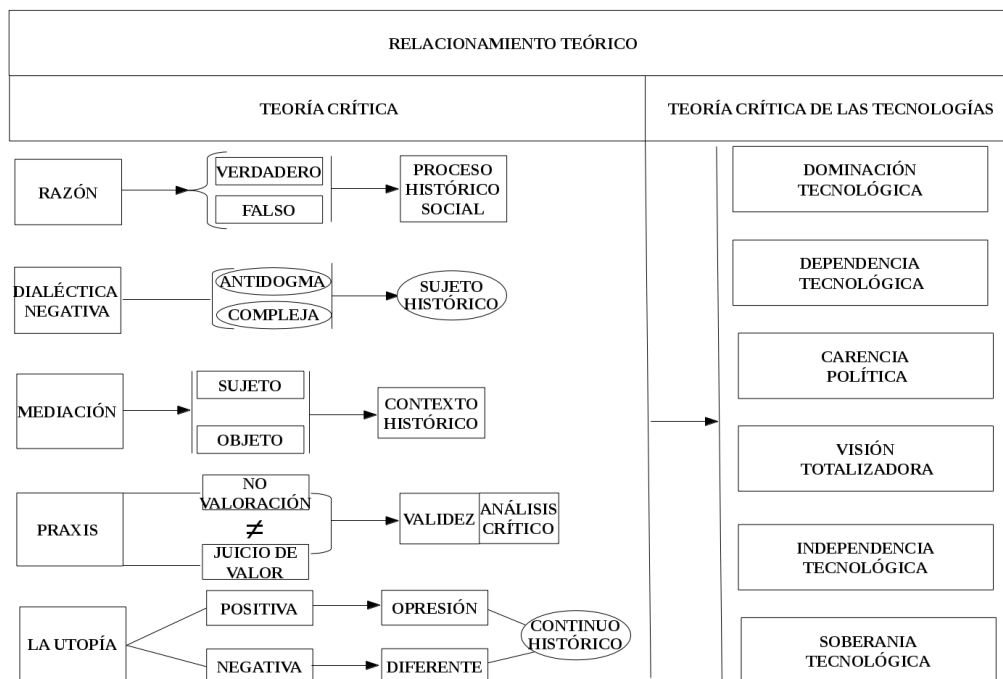 RELACIONAMIENTO TEÓRICO
TEORÍA CRÍTICA
TEORÍA CRÍTICA DE LAS TECNOLOGÍAS
RAZÓN
VERDADERO
FALSO
PROCESO
HISTÓRICO
SOCIAL
DIALÉCTICA
NEGATIVA
ANTIDOGMA
COMPLEJA
SUJETO
HISTÓRICO
MEDIACIÓN
SUJETO
OBJETO
CONTEXTO
HISTÓRICO
PRAXIS
NO
VALORACIÓN
≠
JUICIO DE
VALOR
VALIDEZ
ANÁLISIS
CRÍTICO
LA UTOPÍA
POSITIVA
OPRESIÓN
NEGATIVA
DIFERENTE
CONTINUO
HISTÓRICO
DOMINACIÓN
TECNOLÓGICA
DEPENDENCIA
TECNOLÓGICA
CARENCIA
POLÍTICA
VISIÓN
TOTALIZADORA
INDEPENDENCIA
TECNOLÓGICA
SOBERANIA
TECNOLÓGICA